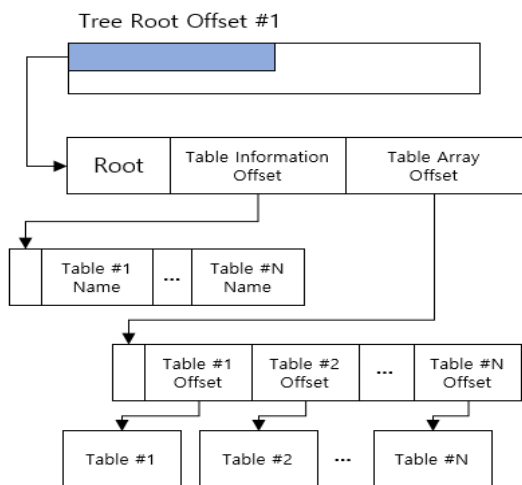 Tree Root Offset #1
Root
Table Information
Offset
Table Array
Offset
Table #1
Name
...
Table #N
Name
Table #1
Offset
Table #2
Offset
...
Table #N
Offset
Table #1
Table #2
...
Table #N